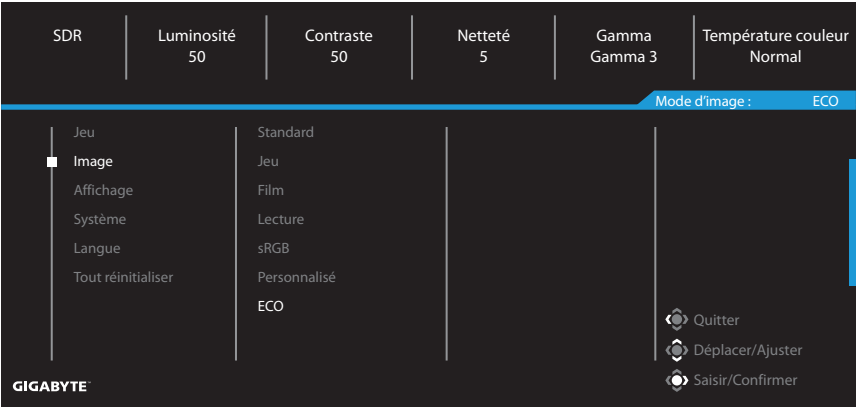 SDR
Luminosité
50
Contraste
50
Netteté
5
Gamma
Gamma 3
Température couleur
Normal
Mode d'image : ECO
Jeu
Image
Affichage
Système
Langue
Tout réinitialiser
Standard
Jeu
Film
Lecture
sRGB
Personnalisé
ECO
Quitter
Déplacer/Ajuster
Saisir/Confirmer
GIGABYTE™